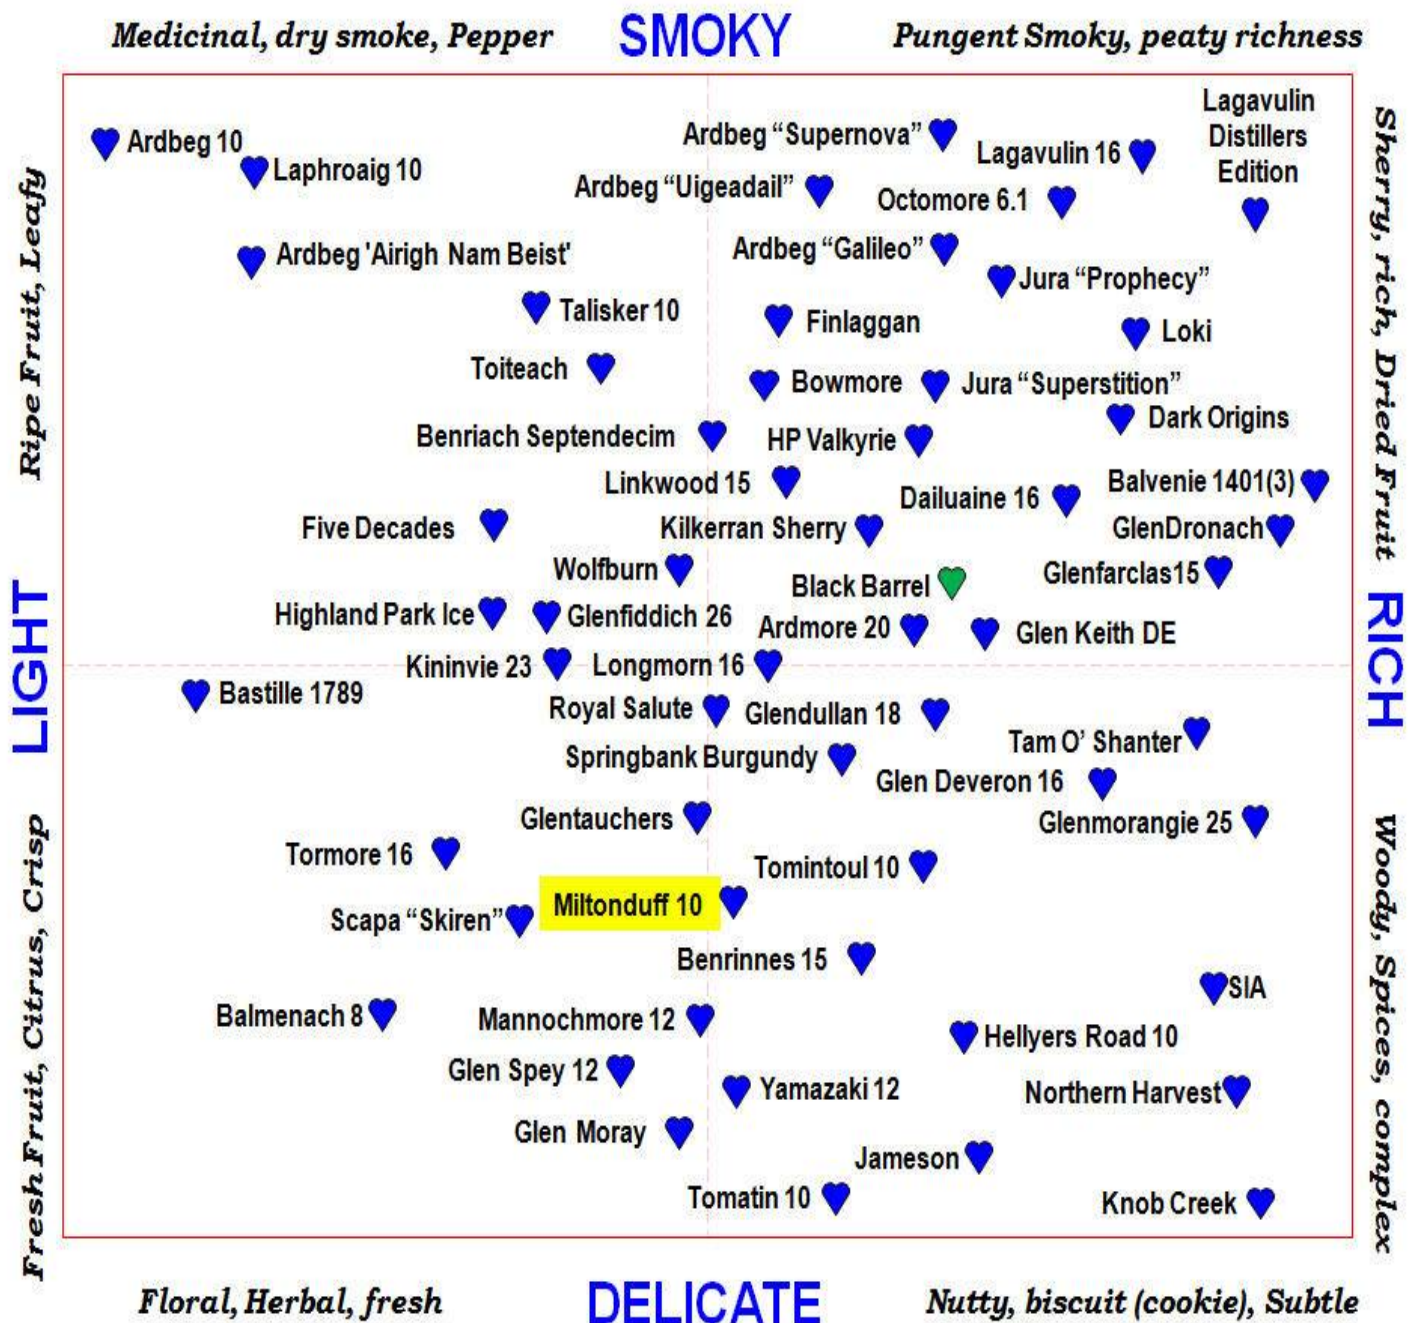 Medicinal, dry smoke, Pepper
SMOKY
Pungent Smoky, peaty richness
Ripe Fruit, Leafy
LIGHT
Fresh Fruit, Citrus, Crisp
Sherry, rich, Dried Fruit
RICH
Woody, Spices, complex
Ardbeg 10
Laphroaig 10
Ardbeg “Supernova”
Lagavulin 16
Lagavulin
Distillers
Edition
Ardbeg “Uigeadail”
Octomore 6.1
Ardbeg 'Airigh Nam Beist'
Ardbeg “Galileo”
Jura “Prophecy”
Talisker 10
Finlaggan
Loki
Toiteach
Bowmore
Jura “Superstition”
Dark Origins
Benriach Septendecim
HP Valkyrie
Linkwood 15
Dailuaine 16
Balvenie 1401(3)
Five Decades
Kilkerran Sherry
GlenDronach
Wolfburn
Black Barrel
Glenfarclas15
Highland Park Ice
Glenfiddich 26
Ardmore 20
Glen Keith DE
Kininvie 23
Longmorn 16
Bastille 1789
Royal Salute
Glendullan 18
Tam O’ Shanter
Springbank Burgundy
Glen Deveron 16
Glentauchers
Glenmorangie 25
Tormore 16
Tomintoul 10
Miltonduff 10
Scapa “Skiren”
Benrinnes 15
SIA
Balmenach 8
Mannochmore 12
Hellyers Road 10
Glen Spey 12
Yamazaki 12
Northern Harvest
Glen Moray
Jameson
Tomatin 10
Knob Creek
Floral, Herbal, fresh
DELICATE
Nutty, biscuit (cookie), Subtle